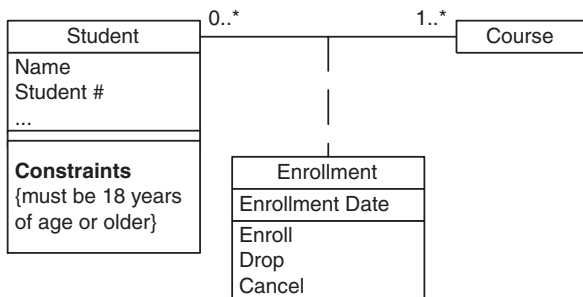 Student
0..*
1..*
Course
Name
Student #
...
Constraints
{must be 18 years
of age or older}
Enrollment
Enrollment Date
Enroll
Drop
Cancel